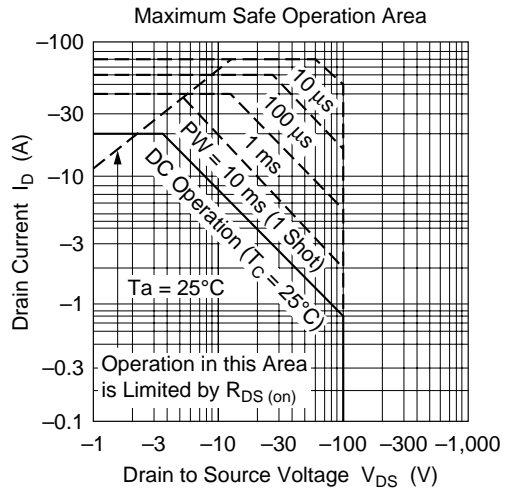 Maximum Safe Operation Area
–100
–30
–10
–3
–1
–0.3
–0.1
Drain Current I_D (A)
10 μs
100 μs
1 ms
PW = 10 ms (1 Shot)
DC Operation (T_C = 25°C)
Ta = 25°C
Operation in this Area
is Limited by R_DS (on)
–1 –3 –10 –30 –100 –300 –1,000
Drain to Source Voltage V_DS (V)